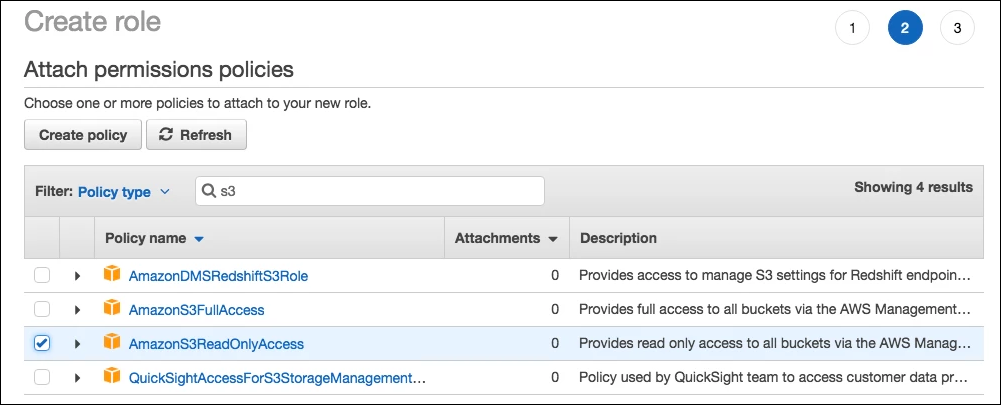 Create role
1 2 3
Attach permissions policies
Choose one or more policies to attach to your new role.
Create policy Refresh
Filter: Policy type s3 Showing 4 results
Policy name Attachments Description
AmazonDMSRedshiftS3Role 0 Provides access to manage S3 settings for Redshift endpoin…
AmazonS3FullAccess 0 Provides full access to all buckets via the AWS Management…
AmazonS3ReadOnlyAccess 0 Provides read only access to all buckets via the AWS Manag…
QuickSightAccessForS3StorageManagement… 0 Policy used by QuickSight team to access customer data pr…